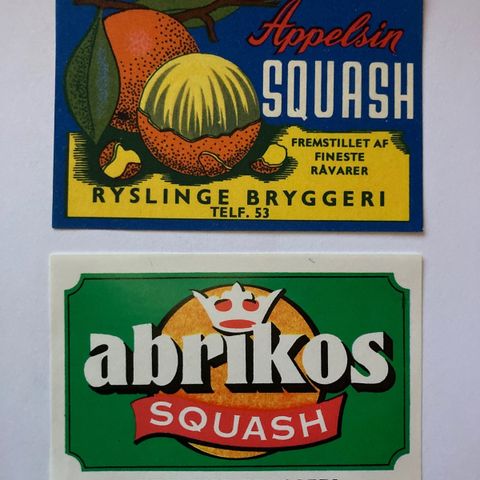 Appelsin
SQUASH
FREMSTILLET AF
FINESTE
RÅVARER
RYSLINGE BRYGGERI
TELF. 53
abrikos
SQUASH